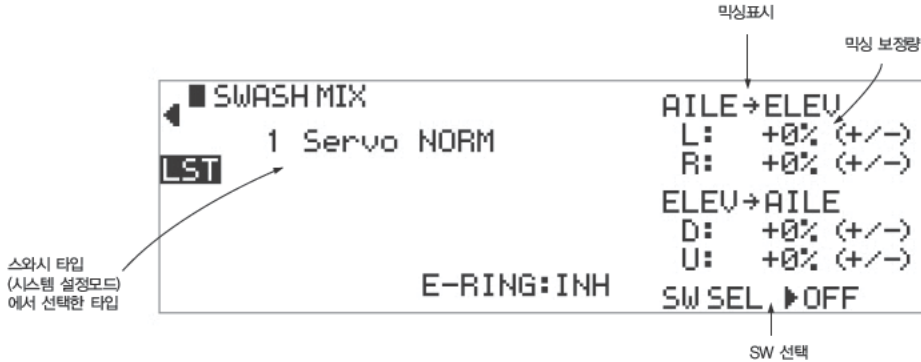 믹싱표시
믹싱 보정량
SWASH MIX
1 Servo NORM
LST
AILE→ELEV
L: +0% (+/-)
R: +0% (+/-)
ELEV→AILE
D: +0% (+/-)
U: +0% (+/-)
스와시 타입
(시스템 설정모드)
에서 선택한 타입
E-RING:INH
SW SEL ▶OFF
SW 선택